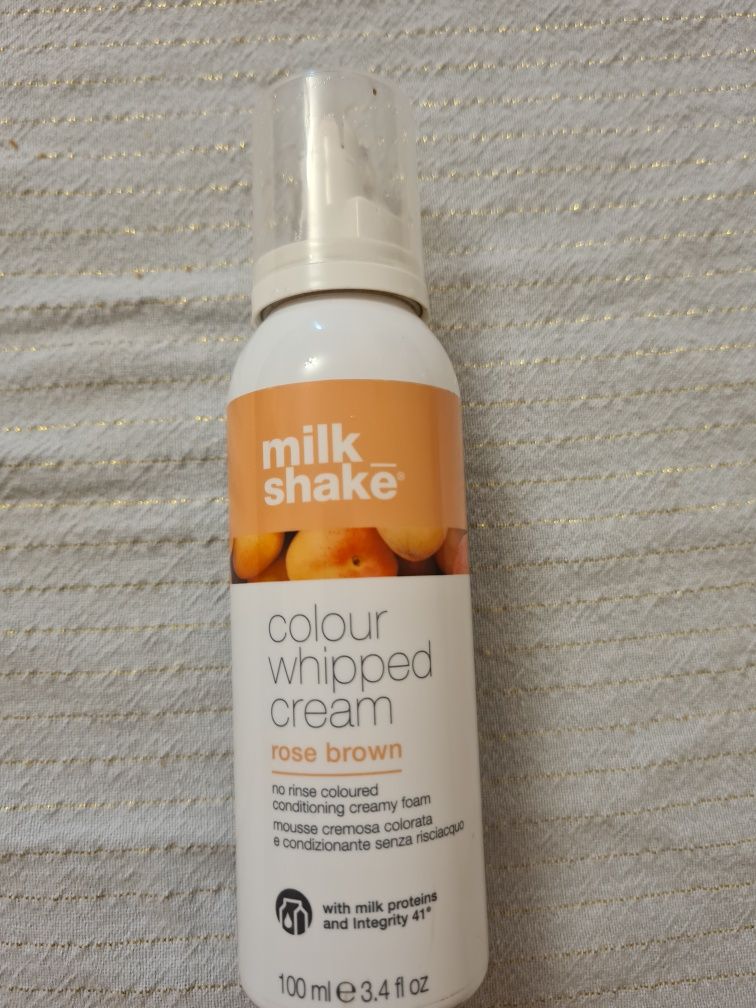 milk
shake®
colour
whipped
cream
rose brown
no rinse coloured
conditioning creamy foam
mousse cremosa colorata
e condizionante senza risciacquo
with milk proteins
and Integrity 41®
100 ml e 3.4 fl oz